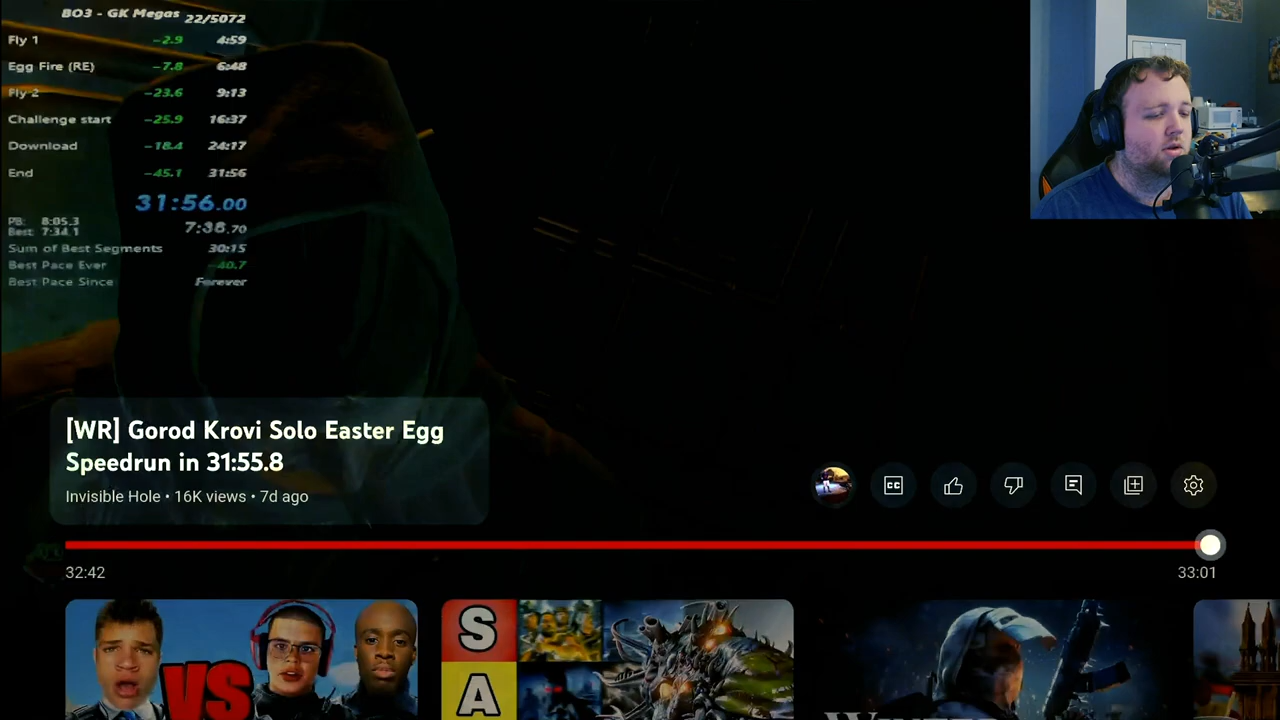 BO3 - GK Megas 22/5072
Fly 1 -2.9 4:59
Egg Fire (RE) -7.8 6:48
Fly 2 -23.6 9:13
Challenge start -25.9 16:37
Download -18.4 24:17
End -45.1 31:56
31:56.00
PB: 8:05.3
Best: 7:34.1
7:38.70
Sum of Best Segments 30:15
Best Pace Ever -40.7
Best Pace Since Forever
[WR] Gorod Krovi Solo Easter Egg
Speedrun in 31:55.8
Invisible Hole • 16K views • 7d ago
CC
32:42 33:01
VS
S
A